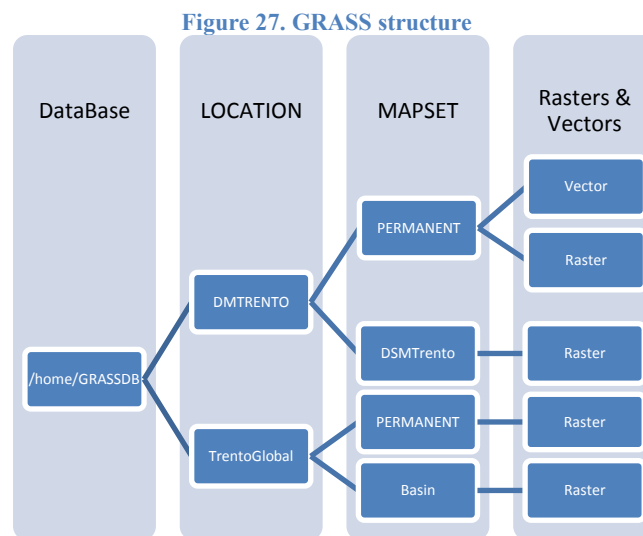 Figure 27. GRASS structure
DataBase
LOCATION
MAPSET
Rasters &
Vectors
/home/GRASSDB
DMTRENTO
TrentoGlobal
PERMANENT
DSMTrento
PERMANENT
Basin
Vector
Raster
Raster
Raster
Raster